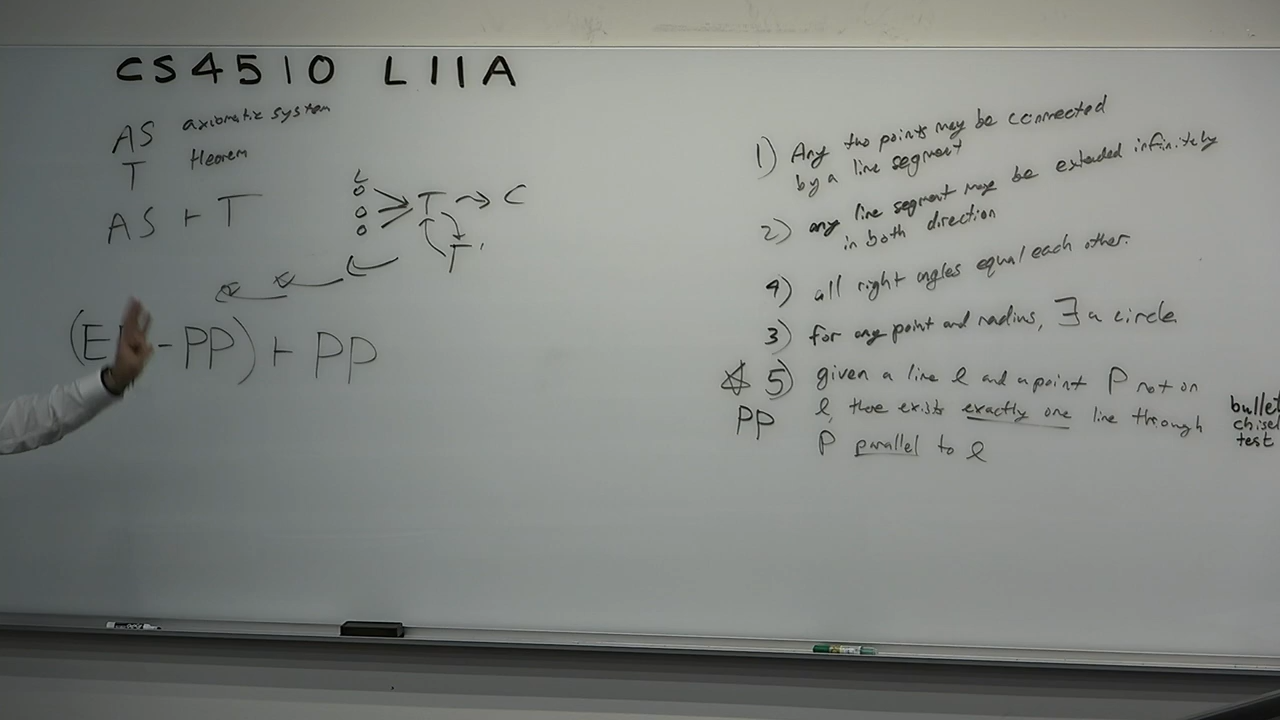 CS4510 L11A
AS axiomatic system
T theorem
AS ⊢ T
T → C
T'
- PP) ⊢ PP
1) Any two points may be connected
by a line segment
2) any line segment may be extended infinitely
in both direction
4) all right angles equal each other.
3) for any point and radius, ∃ a circle
☆ 5) given a line l and a point P not on
PP l, there exists exactly one line through
P parallel to l
bullet
chisel
test